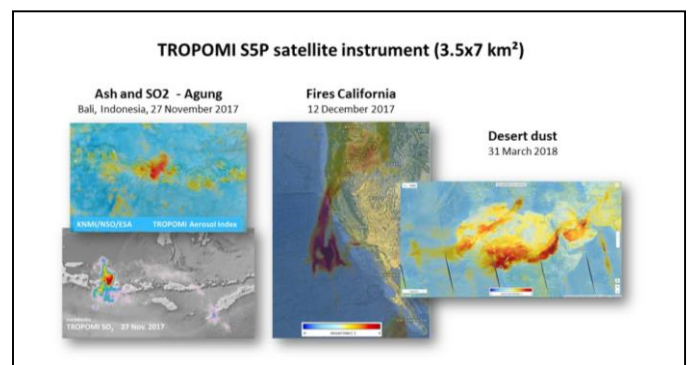 TROPOMI S5P satellite instrument (3.5x7 km²)
Ash and SO2 - Agung
Bali, Indonesia, 27 November 2017
KNMI/NSO/ESA TROPOMI Aerosol Index
TROPOMI SO₂ 27 Nov. 2017
Fires California
12 December 2017
Desert dust
31 March 2018